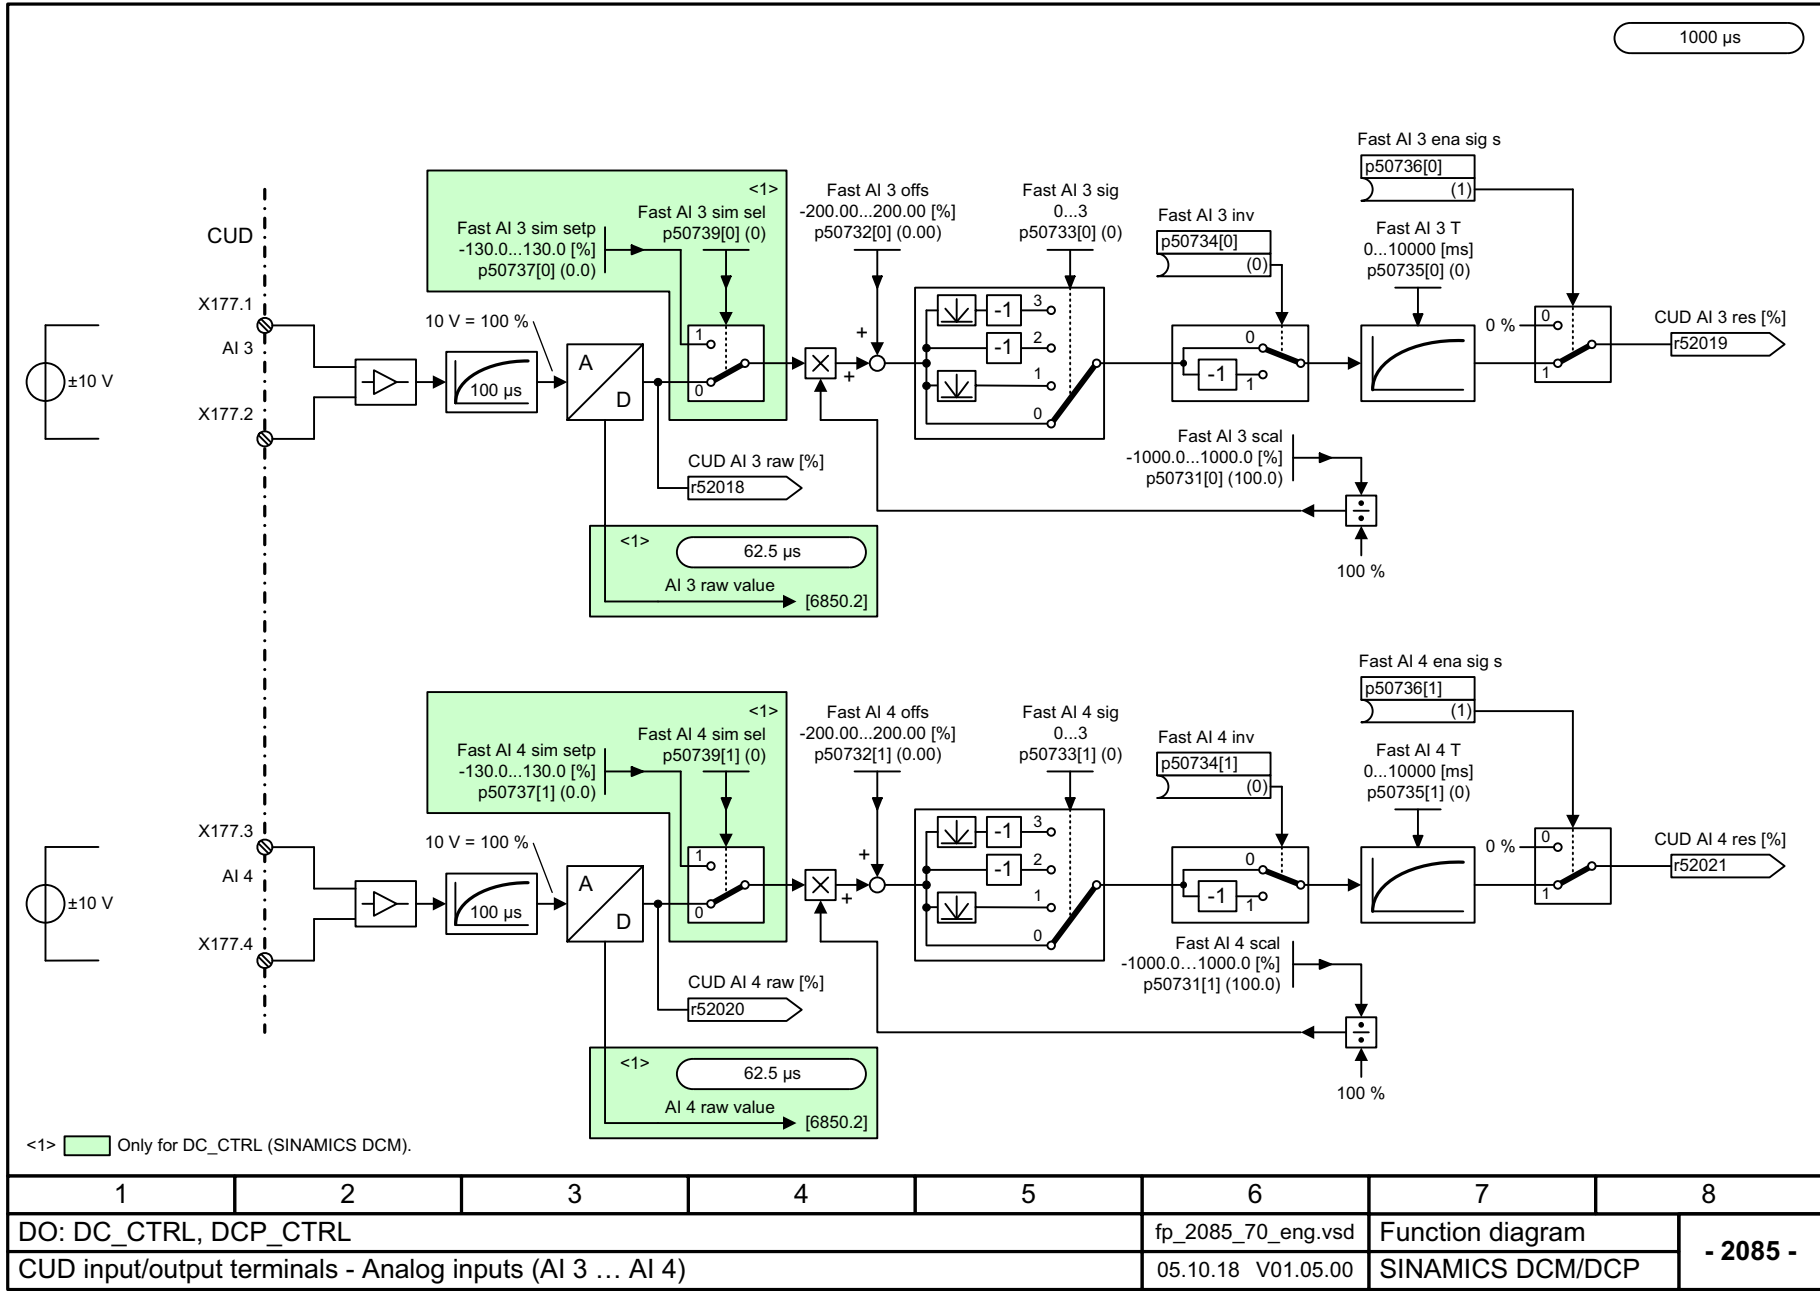 1000 µs
CUD
X177.1
AI 3
X177.2
±10 V
100 µs
10 V = 100 %
A
D
<1>
Fast AI 3 sim setp
-130.0...130.0 [%]
p50737[0] (0.0)
Fast AI 3 sim sel
p50739[0] (0)
1
0
CUD AI 3 raw [%]
r52018
<1>
62.5 µs
AI 3 raw value
[6850.2]
Fast AI 3 offs
-200.00...200.00 [%]
p50732[0] (0.00)
+
+
Fast AI 3 sig
0...3
p50733[0] (0)
-1
3
-1
2
1
0
Fast AI 3 inv
p50734[0]
(0)
0
-1
1
Fast AI 3 scal
-1000.0...1000.0 [%]
p50731[0] (100.0)
100 %
Fast AI 3 ena sig s
p50736[0]
(1)
Fast AI 3 T
0...10000 [ms]
p50735[0] (0)
0 %
0
1
CUD AI 3 res [%]
r52019
X177.3
AI 4
X177.4
±10 V
100 µs
10 V = 100 %
A
D
<1>
Fast AI 4 sim setp
-130.0...130.0 [%]
p50737[1] (0.0)
Fast AI 4 sim sel
p50739[1] (0)
1
0
CUD AI 4 raw [%]
r52020
<1>
62.5 µs
AI 4 raw value
[6850.2]
Fast AI 4 offs
-200.00...200.00 [%]
p50732[1] (0.00)
+
+
Fast AI 4 sig
0...3
p50733[1] (0)
-1
3
-1
2
1
0
Fast AI 4 inv
p50734[1]
(0)
0
-1
1
Fast AI 4 scal
-1000.0...1000.0 [%]
p50731[1] (100.0)
100 %
Fast AI 4 ena sig s
p50736[1]
(1)
Fast AI 4 T
0...10000 [ms]
p50735[1] (0)
0 %
0
1
CUD AI 4 res [%]
r52021
<1> Only for DC_CTRL (SINAMICS DCM).
1 2 3 4 5 6 7 8
DO: DC_CTRL, DCP_CTRL
fp_2085_70_eng.vsd
Function diagram
- 2085 -
CUD input/output terminals - Analog inputs (AI 3 … AI 4)
05.10.18 V01.05.00
SINAMICS DCM/DCP